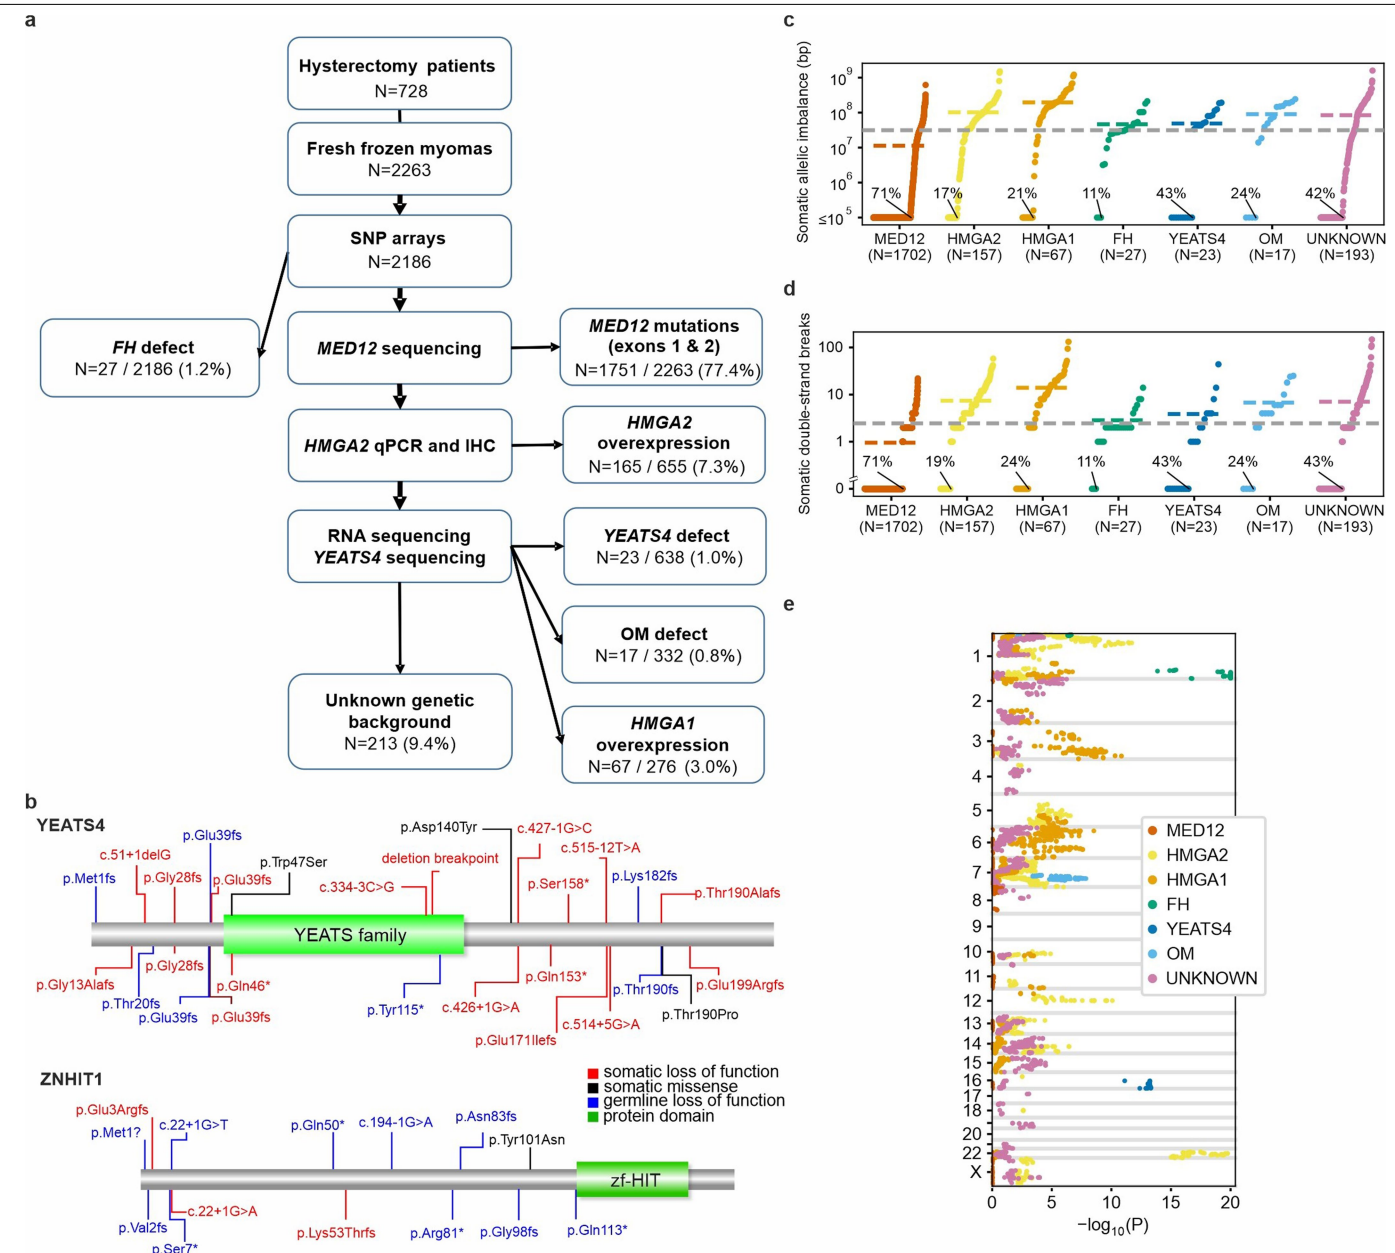 a
Hysterectomy patients
N=728
Fresh frozen myomas
N=2263
SNP arrays
N=2186
FH defect
N=27 / 2186 (1.2%)
MED12 sequencing
MED12 mutations
(exons 1 & 2)
N=1751 / 2263 (77.4%)
HMGA2 qPCR and IHC
HMGA2
overexpression
N=165 / 655 (7.3%)
RNA sequencing
YEATS4 sequencing
YEATS4 defect
N=23 / 638 (1.0%)
OM defect
N=17 / 332 (0.8%)
Unknown genetic
background
N=213 (9.4%)
HMGA1
overexpression
N=67 / 276 (3.0%)
b
YEATS4
p.Met1fs
c.51+1delG
p.Gly28fs
p.Glu39fs
p.Glu39fs
p.Trp47Ser
c.334-3C>G
deletion breakpoint
p.Asp140Tyr
c.427-1G>C
p.Ser158*
c.515-12T>A
p.Lys182fs
p.Thr190Alafs
YEATS family
p.Gly13Alafs
p.Thr20fs
p.Gly28fs
p.Glu39fs
p.Gln46*
p.Glu39fs
p.Tyr115*
c.426+1G>A
p.Gln153*
p.Glu171Ilefs
c.514+5G>A
p.Thr190fs
p.Thr190Pro
p.Glu199Argfs
somatic loss of function
somatic missense
germline loss of function
protein domain
ZNHIT1
p.Glu3Argfs
p.Met1?
c.22+1G>T
p.Gln50*
c.194-1G>A
p.Asn83fs
p.Tyr101Asn
zf-HIT
p.Val2fs
p.Ser7*
c.22+1G>A
p.Lys53Thrfs
p.Arg81*
p.Gly98fs
p.Gln113*
c
Somatic allelic imbalance (bp)
10⁹
10⁸
10⁷
10⁶
≤10⁵
71%
17%
21%
11%
43%
24%
42%
MED12 HMGA2 HMGA1 FH YEATS4 OM UNKNOWN
(N=1702) (N=157) (N=67) (N=27) (N=23) (N=17) (N=193)
d
Somatic double-strand breaks
100
10
1
0
71%
19%
24%
11%
43%
24%
43%
MED12 HMGA2 HMGA1 FH YEATS4 OM UNKNOWN
(N=1702) (N=157) (N=67) (N=27) (N=23) (N=17) (N=193)
e
1
2
3
4
5
6
7
8
9
10
11
12
13
14
15
16
17
18
20
22
X
MED12
HMGA2
HMGA1
FH
YEATS4
OM
UNKNOWN
0 5 10 15 20
−log₁₀(P)